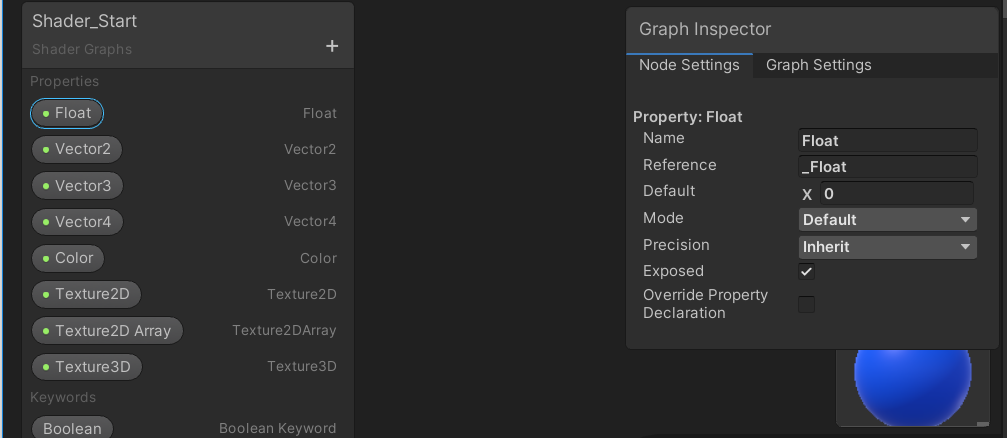 Shader_Start
Shader Graphs
+
Properties
Float Float
Vector2 Vector2
Vector3 Vector3
Vector4 Vector4
Color Color
Texture2D Texture2D
Texture2D Array Texture2DArray
Texture3D Texture3D
Keywords
Boolean Boolean Keyword
Graph Inspector
Node Settings Graph Settings
Property: Float
Name Float
Reference _Float
Default X 0
Mode Default
Precision Inherit
Exposed
Override Property
Declaration